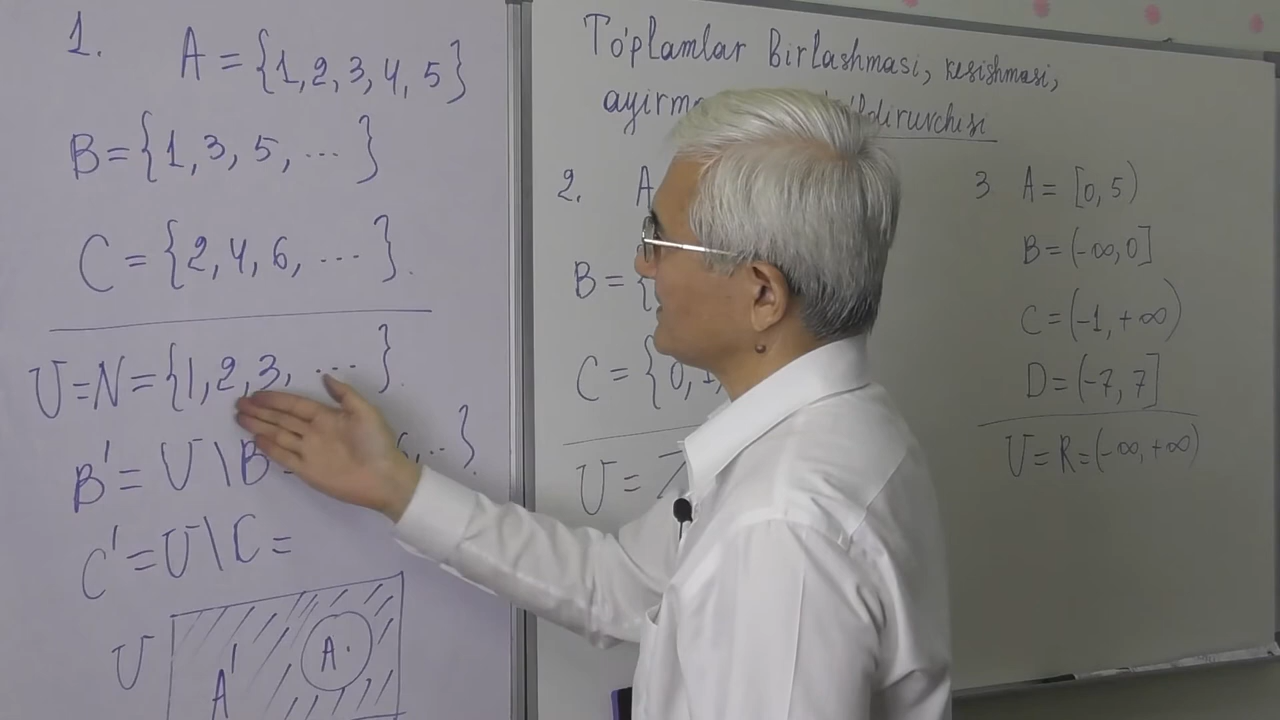 1.
A = {1, 2, 3, 4, 5}
B = {1, 3, 5, ... }
C = {2, 4, 6, ... }.
U = N = {1, 2, 3, ... }.
B' = U \ B
C' = U \ C =
U
A'
A
To'plamlar Birlashmasi, kesishmasi,
2.
A
B = {
C = {0, 1,
U = Z
3
A = [0, 5)
B = (-∞, 0]
C = (-1, +∞)
D = (-7, 7]
U = R = (-∞, +∞)